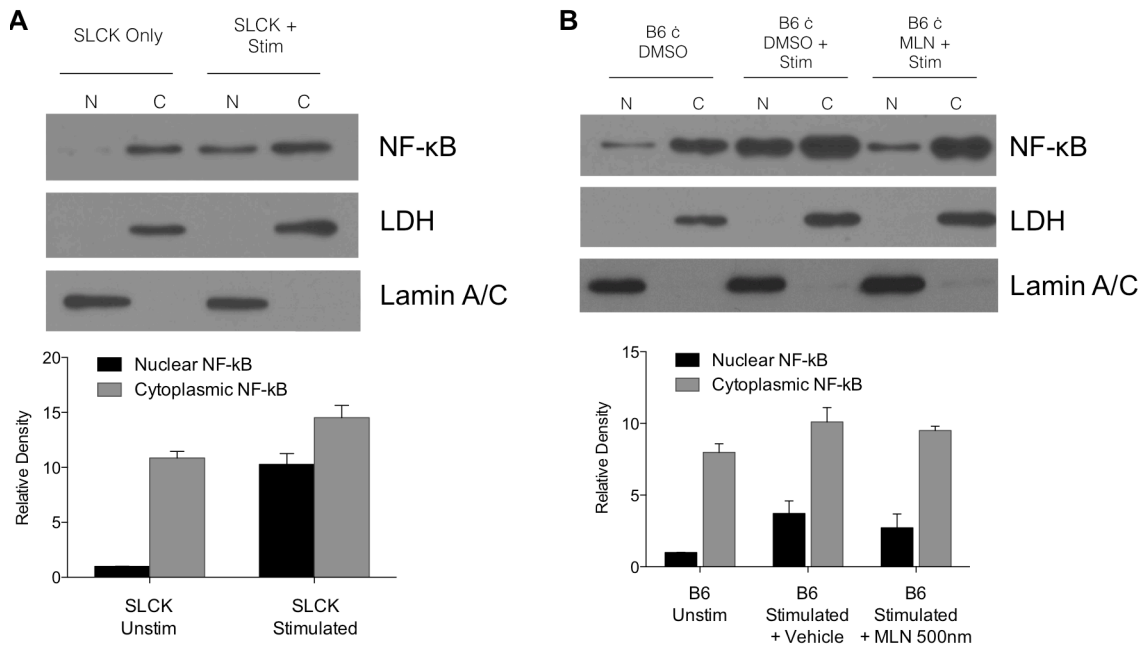 A
SLCK Only
SLCK +
Stim
N
C
N
C
NF-κB
LDH
Lamin A/C
20
15
10
5
0
Relative Density
Nuclear NF-kB
Cytoplasmic NF-kB
SLCK
Unstim
SLCK
Stimulated
B
B6 ċ
DMSO
B6 ċ
DMSO +
Stim
B6 ċ
MLN +
Stim
N
C
N
C
N
C
NF-κB
LDH
Lamin A/C
15
10
5
0
Relative Density
Nuclear NF-kB
Cytoplasmic NF-kB
B6
Unstim
B6
Stimulated
+ Vehicle
B6
Stimulated
+ MLN 500nm